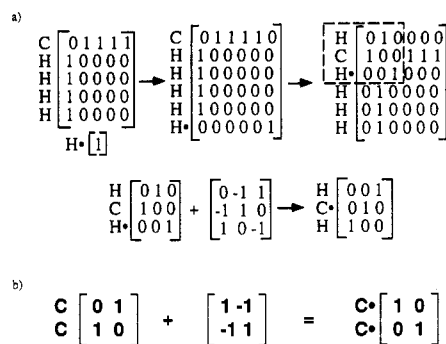 a)
C 0 1 1 1 1 C 0 1 1 1 1 0 H 0 1 0 0 0 0
H 1 0 0 0 0 H 1 0 0 0 0 0 C 1 0 0 1 1 1
H 1 0 0 0 0 H 1 0 0 0 0 0 H• 0 0 1 0 0 0
H 1 0 0 0 0 H 1 0 0 0 0 0 H 0 1 0 0 0 0
H 1 0 0 0 0 H 1 0 0 0 0 0 H 0 1 0 0 0 0
H• 1 H• 0 0 0 0 0 1 H 0 1 0 0 0 0
H 0 1 0 0 -1 1 H 0 0 1
C 1 0 0 + -1 1 0 C• 0 1 0
H• 0 0 1 1 0 -1 H 1 0 0
b)
C 0 1 1 -1 C• 1 0
C 1 0 + -1 1 = C• 0 1